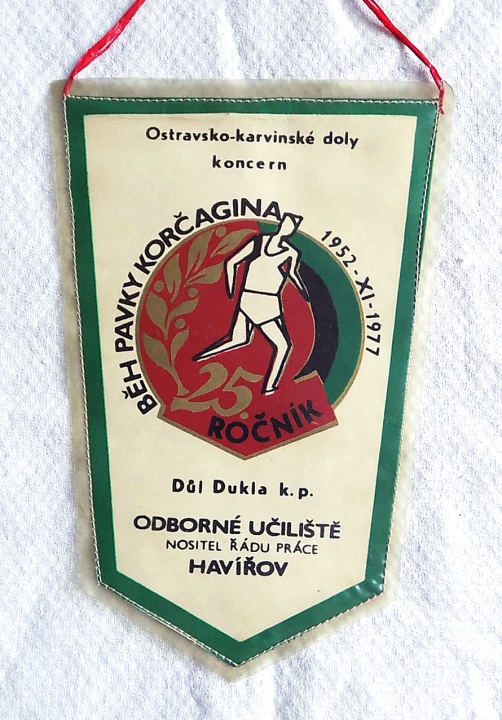 Ostravsko-karvinské doly
koncern
BĚH PAVKY KORČAGINA
1952-XI-1977
25.
ROČNÍK
Důl Dukla k.p.
ODBORNÉ UČILIŠTĚ
NOSITEL ŘÁDU PRÁCE
HAVÍŘOV